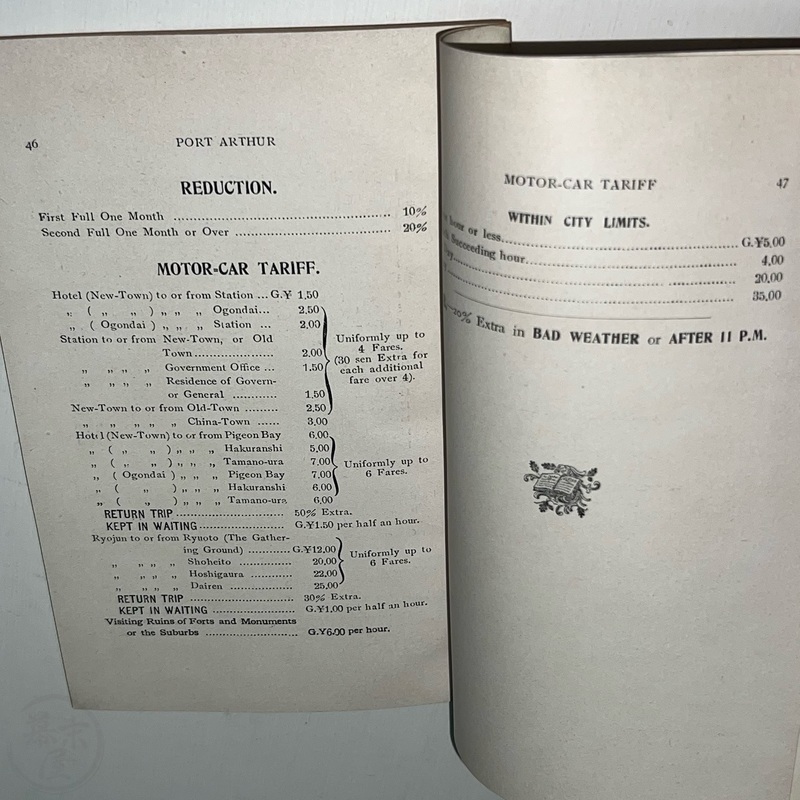 46 PORT ARTHUR
REDUCTION.
First Full One Month .......... 10%
Second Full One Month or Over .......... 20%
MOTOR-CAR TARIFF.
Hotel (New-Town) to or from Station ... G.¥ 1,50
„ ( „ „ ) „ „ „ Ogondai... 2,50
„ ( Ogondai ) „ „ „ Station ... 2,00
Station to or from New-Town, or Old
Town .......... 2,00
„ „ „ „ Government Office ... 1,50
„ „ „ „ Residence of Govern-
or General .......... 1,50
New-Town to or from Old-Town .......... 2,50
Uniformly up to
4 Fares.
(30 sen Extra for
each additional
fare over 4).
„ „ „ „ „ China-Town ...... 3,00
Hotel (New-Town) to or from Pigeon Bay 6,00
„ ( „ „ ) „ „ „ Hakuranshi 5,00
„ ( „ „ ) „ „ „ Tamano-ura 7,00
„ ( Ogondai ) „ „ „ Pigeon Bay 7,00
„ ( „ ) „ „ „ Hakuranshi 6,00
„ ( „ ) „ „ „ Tamano-ura 6,00
Uniformly up to
6 Fares.
RETURN TRIP .......... 50% Extra.
KEPT IN WAITING .......... G.¥1.50 per half an hour.
Ryojun to or from Ryuoto (The Gather-
ing Ground) .......... G.¥12,00
„ „ „ „ Shoheito .......... 20,00
„ „ „ „ Hoshigaura .......... 22,00
„ „ „ „ Dairen .......... 25,00
Uniformly up to
6 Fares.
RETURN TRIP .......... 30% Extra.
KEPT IN WAITING .......... G.¥1,00 per half an hour.
Visiting Ruins of Forts and Monuments
or the Suburbs .......... G.¥6.00 per hour.
MOTOR-CAR TARIFF 47
WITHIN CITY LIMITS.
hour or less .......... G.¥5,00
Succeeding hour .......... 4,00
.......... 20,00
.......... 35,00
20% Extra in BAD WEATHER or AFTER 11 P.M.